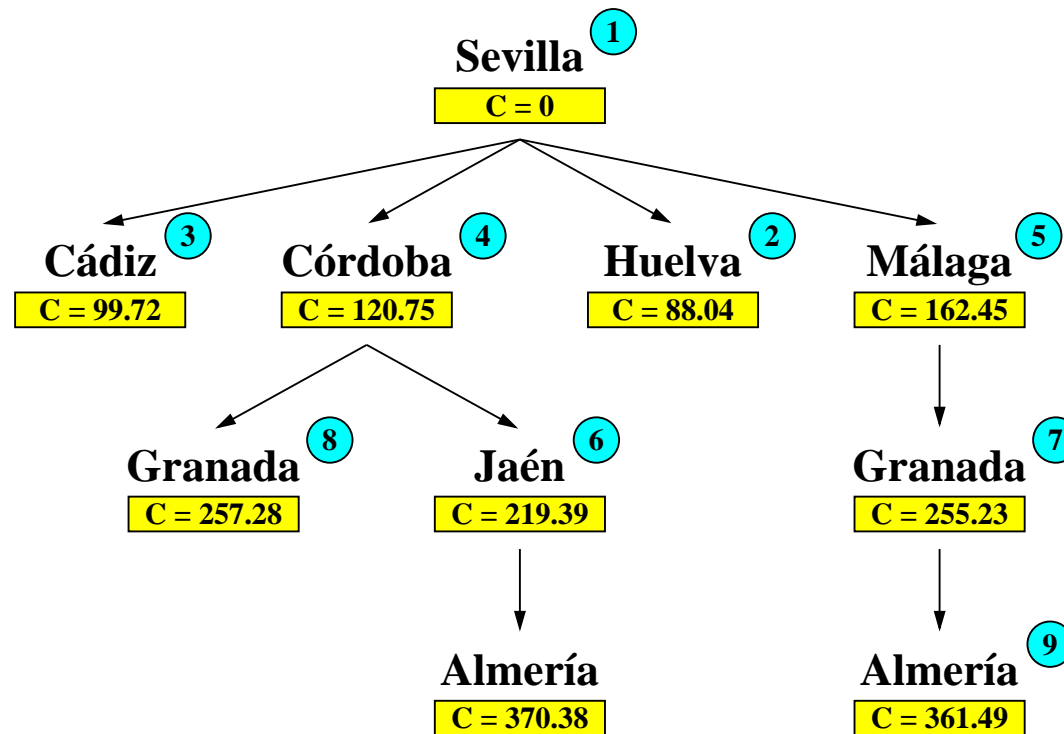 Sevilla 1
C = 0
Cádiz 3 Córdoba 4 Huelva 2 Málaga 5
C = 99.72 C = 120.75 C = 88.04 C = 162.45
Granada 8 Jaén 6 Granada 7
C = 257.28 C = 219.39 C = 255.23
Almería Almería 9
C = 370.38 C = 361.49